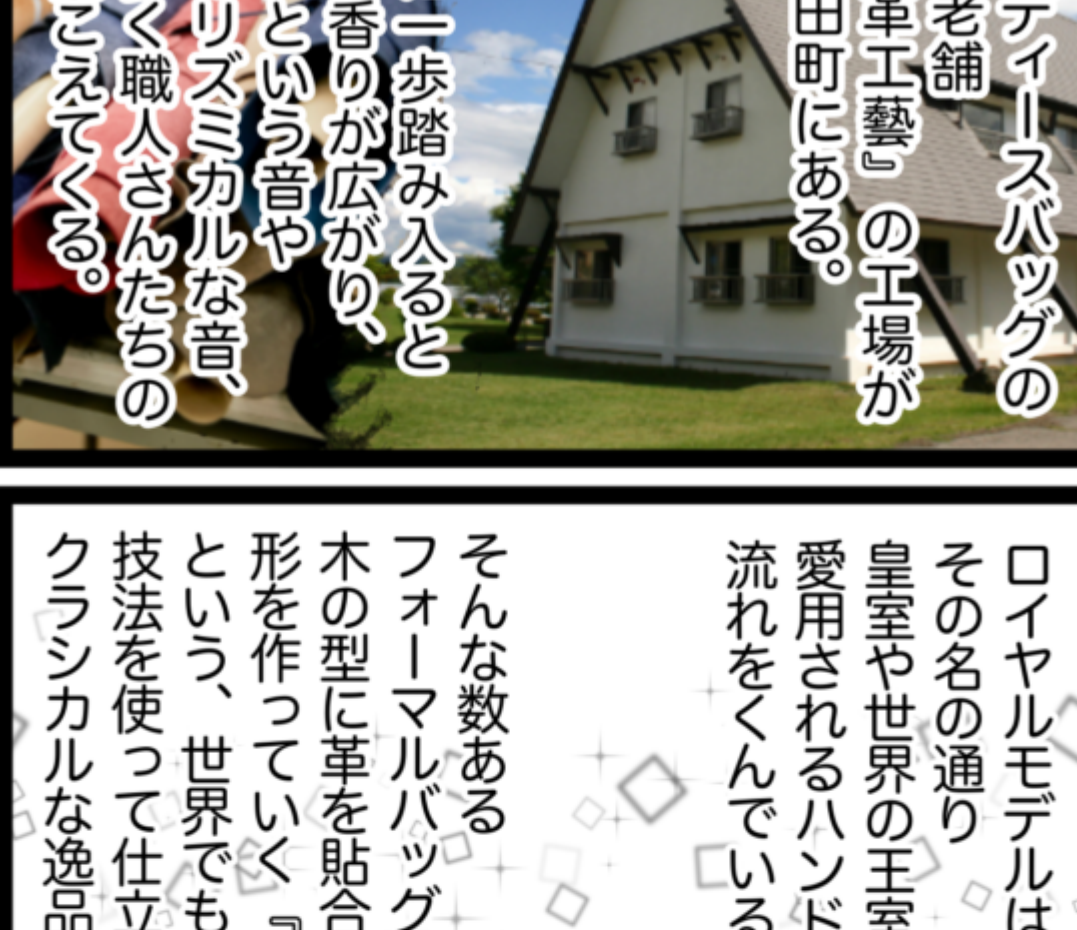 ティースバッグの
老舗
革工藝』の工場が
田町にある。
一歩踏み入ると
香りが広がり、
という音や
リズミカルな音、
く職人さんたちの
こえてくる。
ロイヤルモデルは
その名の通り
皇室や世界の王室
愛用されるハンド
流れをくんでいる
そんな数ある
フォーマルバッグ
木の型に革を貼合
形を作っていく『
という、世界でも
技法を使って仕立
クラシカルな逸品